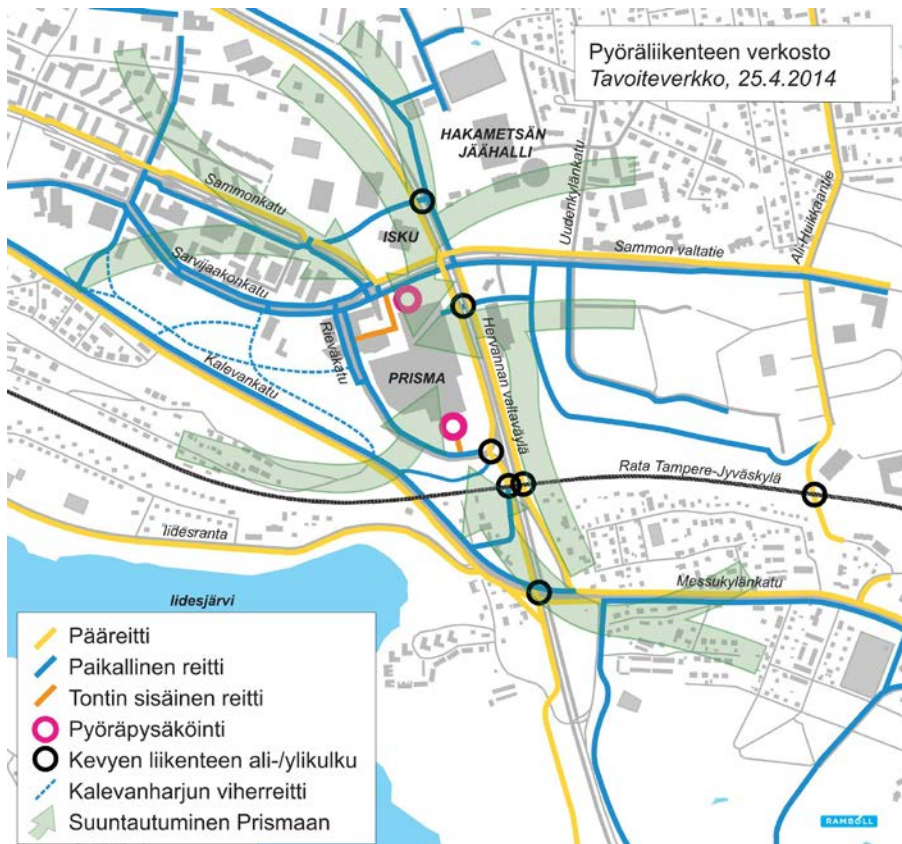 Pyöräliikenteen verkosto
Tavoiteverkko, 25.4.2014
HAKAMETSÄN
JÄÄHALLI
Uudenkylänkatu
Ali-Huikkaantie
Sammonkatu
ISKU
Sammon valtatie
Sarvijaakonkatu
Rieväkatu
Hervannan valtaväylä
PRISMA
Kalevankatu
Rata Tampere-Jyväskylä
Iidesranta
Messukylänkatu
Iidesjärvi
Pääreitti
Paikallinen reitti
Tontin sisäinen reitti
Pyöräpysäköinti
Kevyen liikenteen ali-/ylikulku
Kalevanharjun viherreitti
Suuntautuminen Prismaan
RAMBOLL